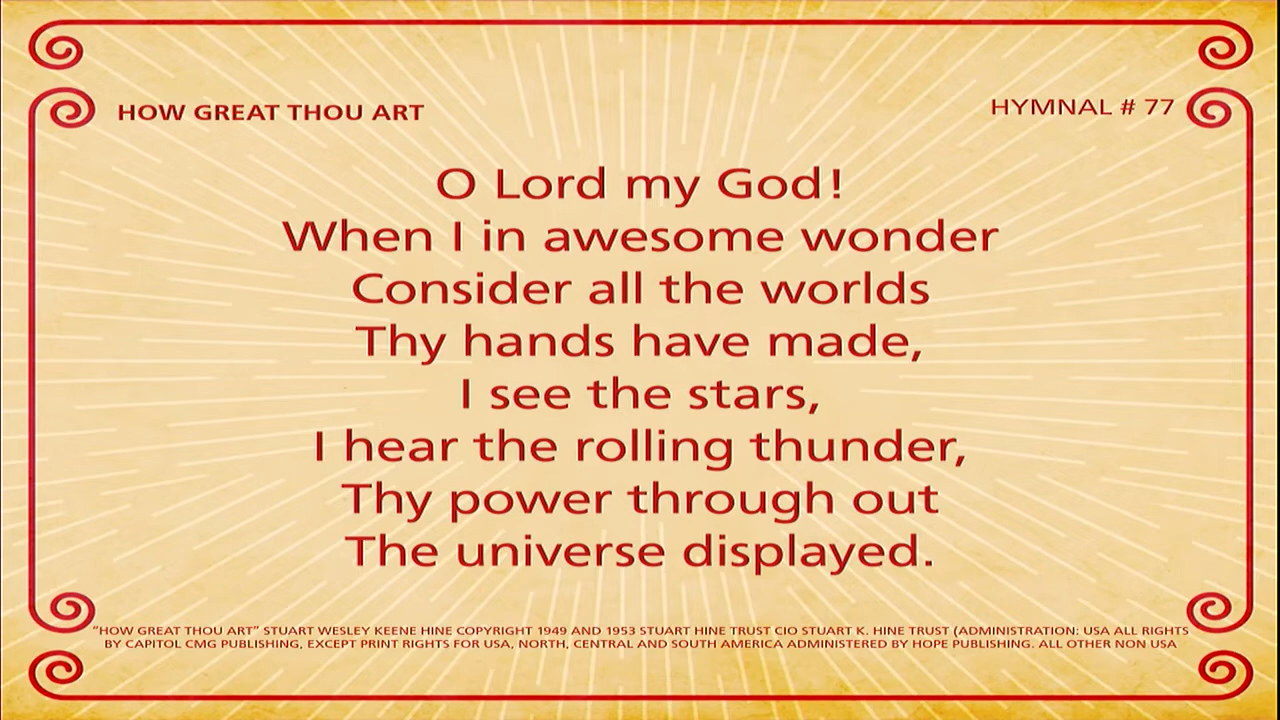 HOW GREAT THOU ART
HYMNAL # 77
O Lord my God!
When I in awesome wonder
Consider all the worlds
Thy hands have made,
I see the stars,
I hear the rolling thunder,
Thy power through out
The universe displayed.
"HOW GREAT THOU ART" STUART WESLEY KEENE HINE COPYRIGHT 1949 AND 1953 STUART HINE TRUST CIO STUART K. HINE TRUST (ADMINISTRATION: USA ALL RIGHTS
BY CAPITOL CMG PUBLISHING, EXCEPT PRINT RIGHTS FOR USA, NORTH, CENTRAL AND SOUTH AMERICA ADMINISTERED BY HOPE PUBLISHING. ALL OTHER NON USA